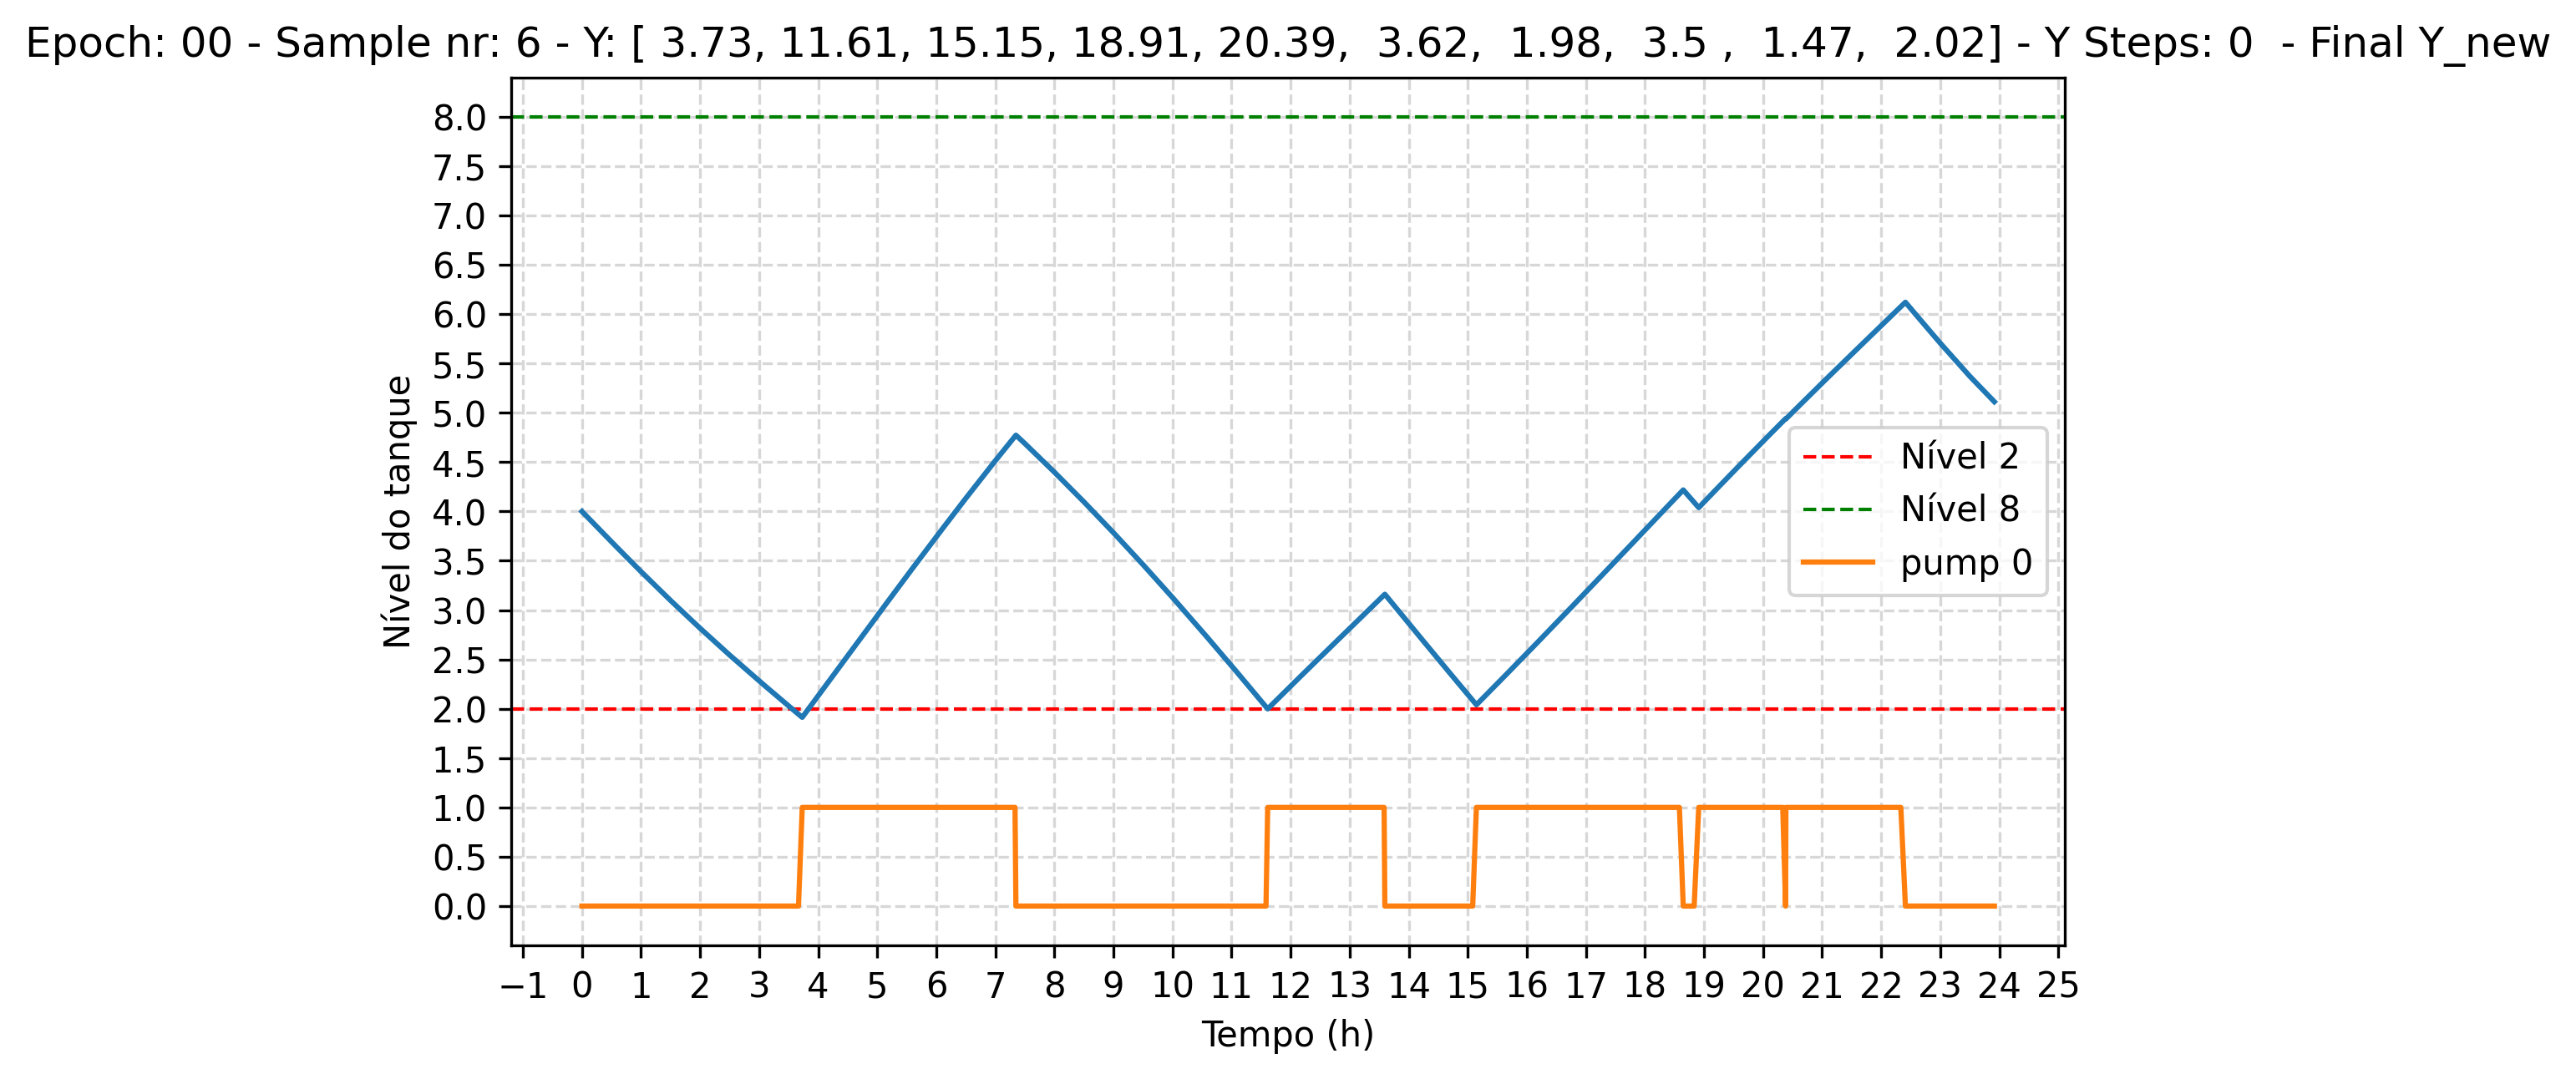 Epoch: 00 - Sample nr: 6 - Y: [ 3.73, 11.61, 15.15, 18.91, 20.39,  3.62,  1.98,  3.5 ,  1.47,  2.02] - Y Steps: 0  - Final Y_new
8.0
7.5
7.0
6.5
6.0
5.5
5.0
4.5
4.0
3.5
3.0
2.5
2.0
1.5
1.0
0.5
0.0
Nível do tanque
Nível 2
Nível 8
pump 0
−1 0 1 2 3 4 5 6 7 8 9 10 11 12 13 14 15 16 17 18 19 20 21 22 23 24 25
Tempo (h)